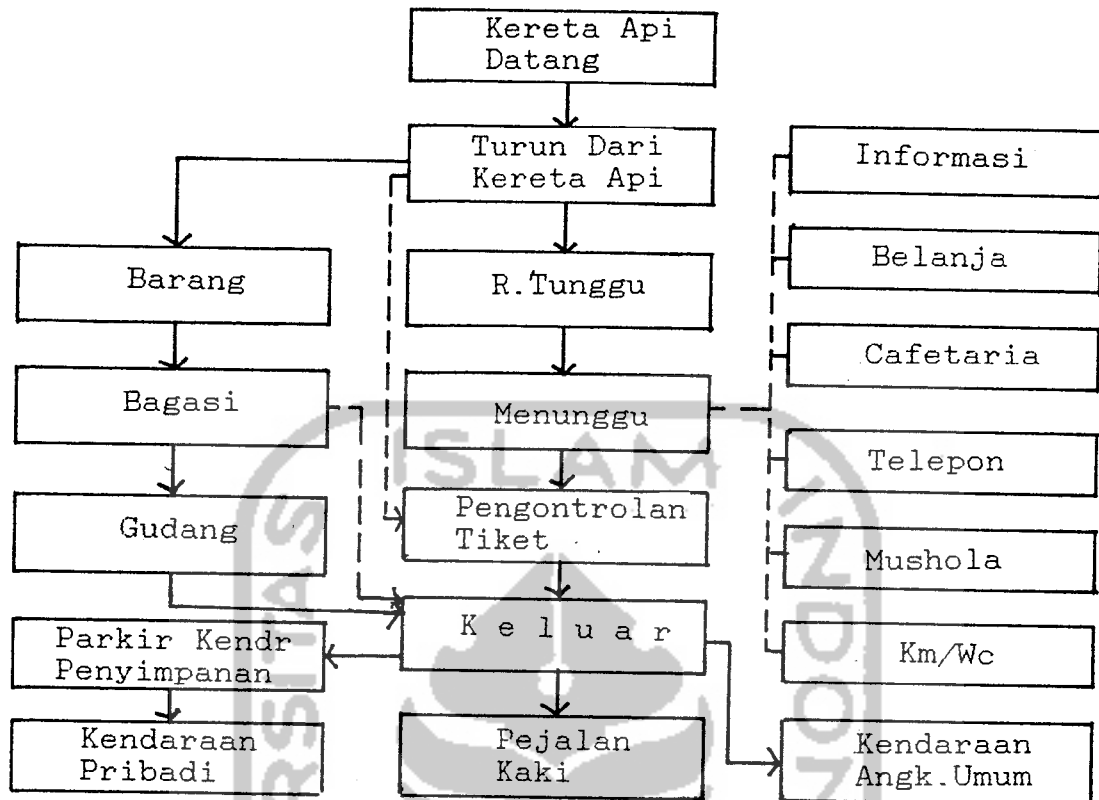 Kereta Api
Datang
Turun Dari
Kereta Api
Informasi
Barang
R.Tunggu
Belanja
Cafetaria
Bagasi
Menunggu
Telepon
Gudang
Pengontrolan
Tiket
Mushola
Parkir Kendr
Penyimpanan
K e l u a r
Km/Wc
Kendaraan
Pribadi
Pejalan
Kaki
Kendaraan
Angk.Umum
ISLAM